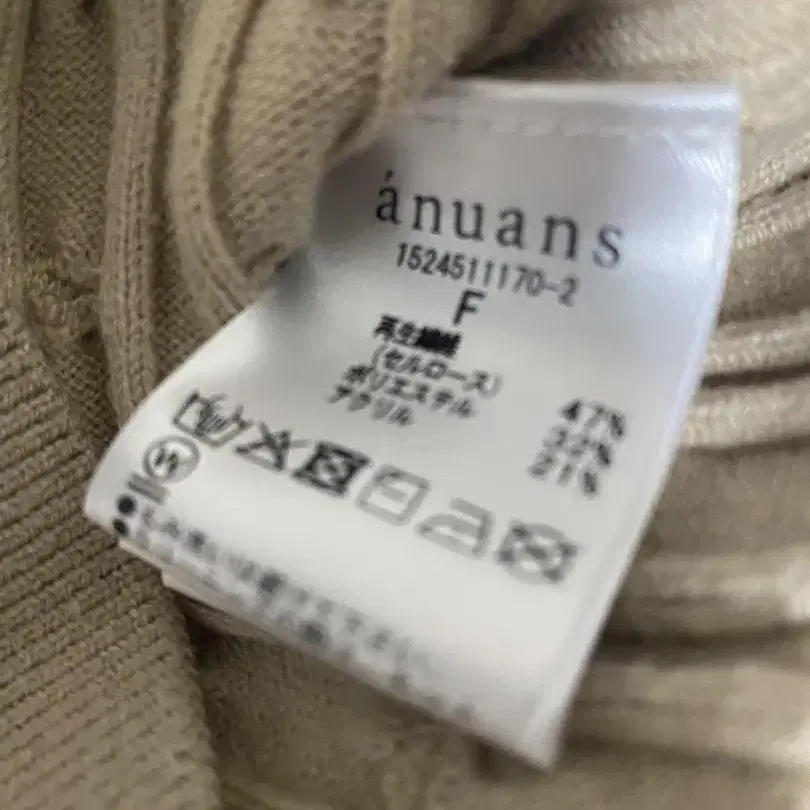 ánuans
1524511170-2
F
再生繊維
(セルロース) 47%
ポリエステル 32%
アクリル 21%
W